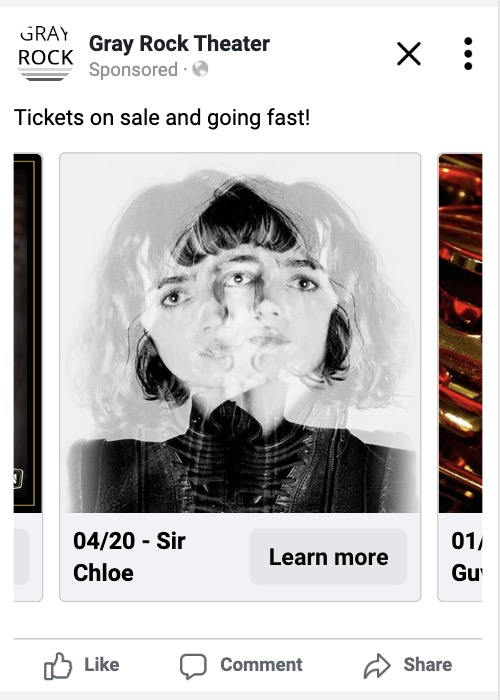 GRAY
ROCK
Gray Rock Theater
Sponsored ·
Tickets on sale and going fast!
04/20 - Sir
Chloe
Learn more
01/
Like
Comment
Share